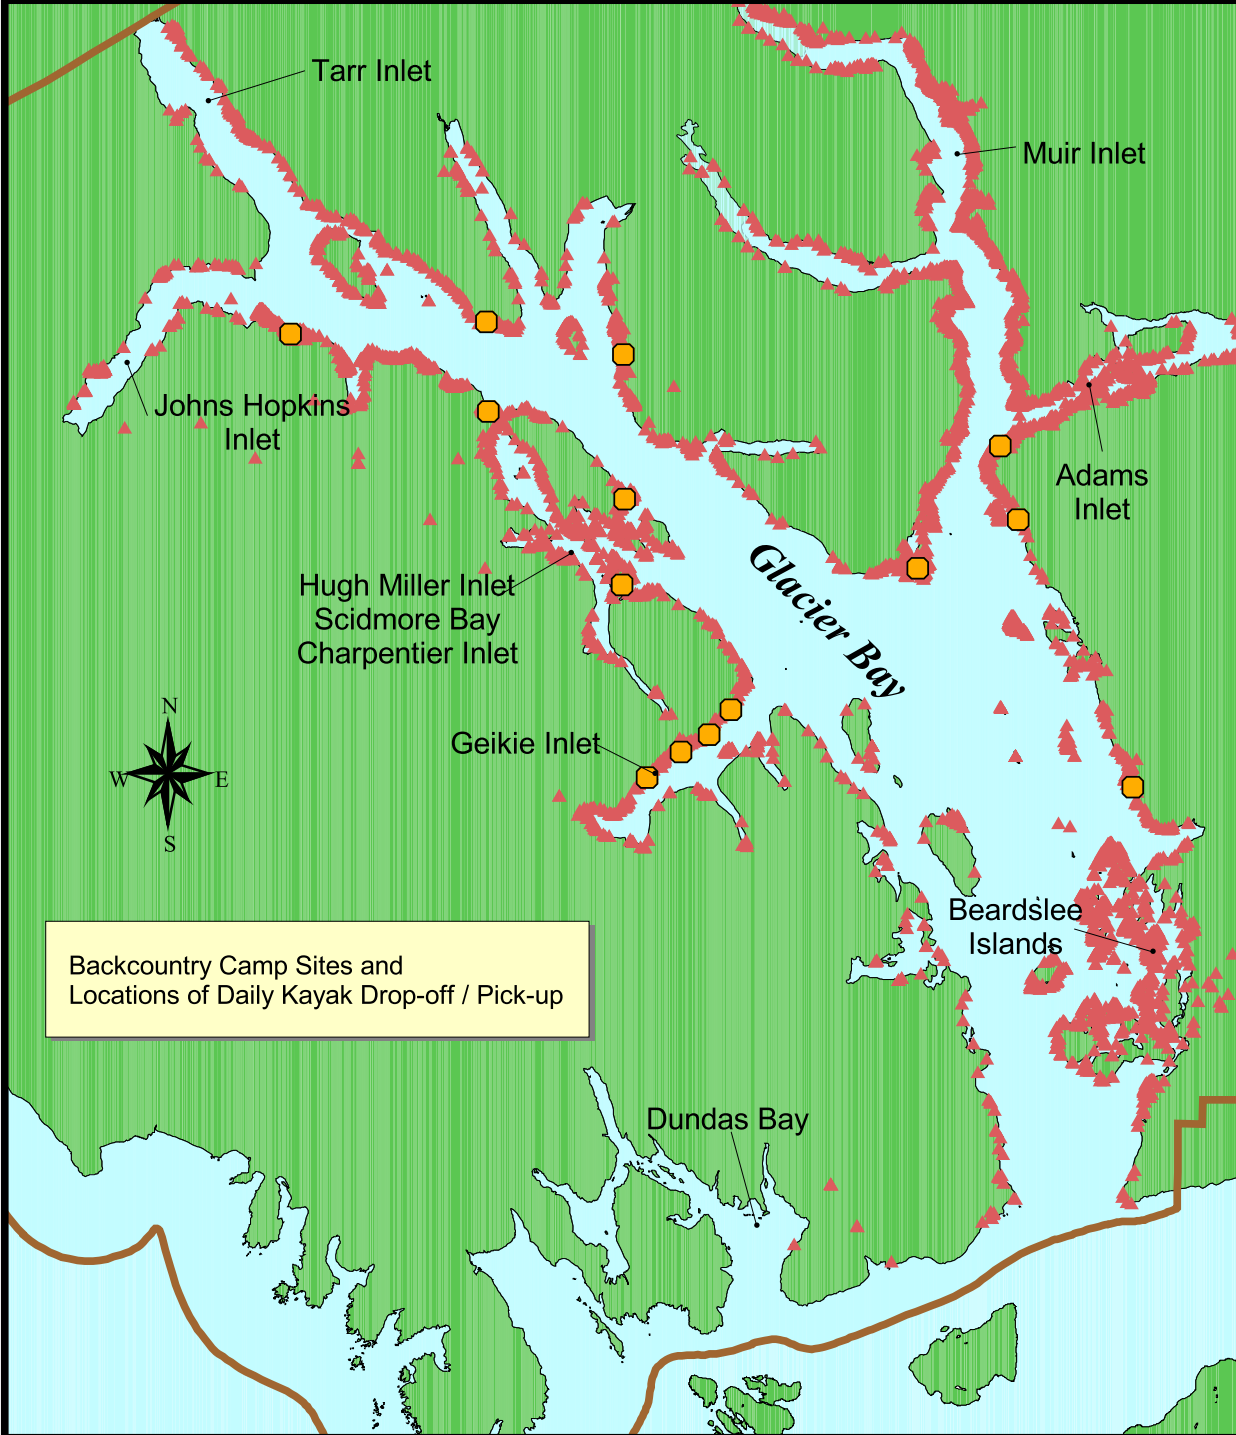 Tarr Inlet
Muir Inlet
Johns Hopkins
Inlet
Adams
Inlet
Glacier Bay
Hugh Miller Inlet
Scidmore Bay
Charpentier Inlet
N
W
E
S
Geikie Inlet
Beardslee
Islands
Backcountry Camp Sites and
Locations of Daily Kayak Drop-off / Pick-up
Dundas Bay